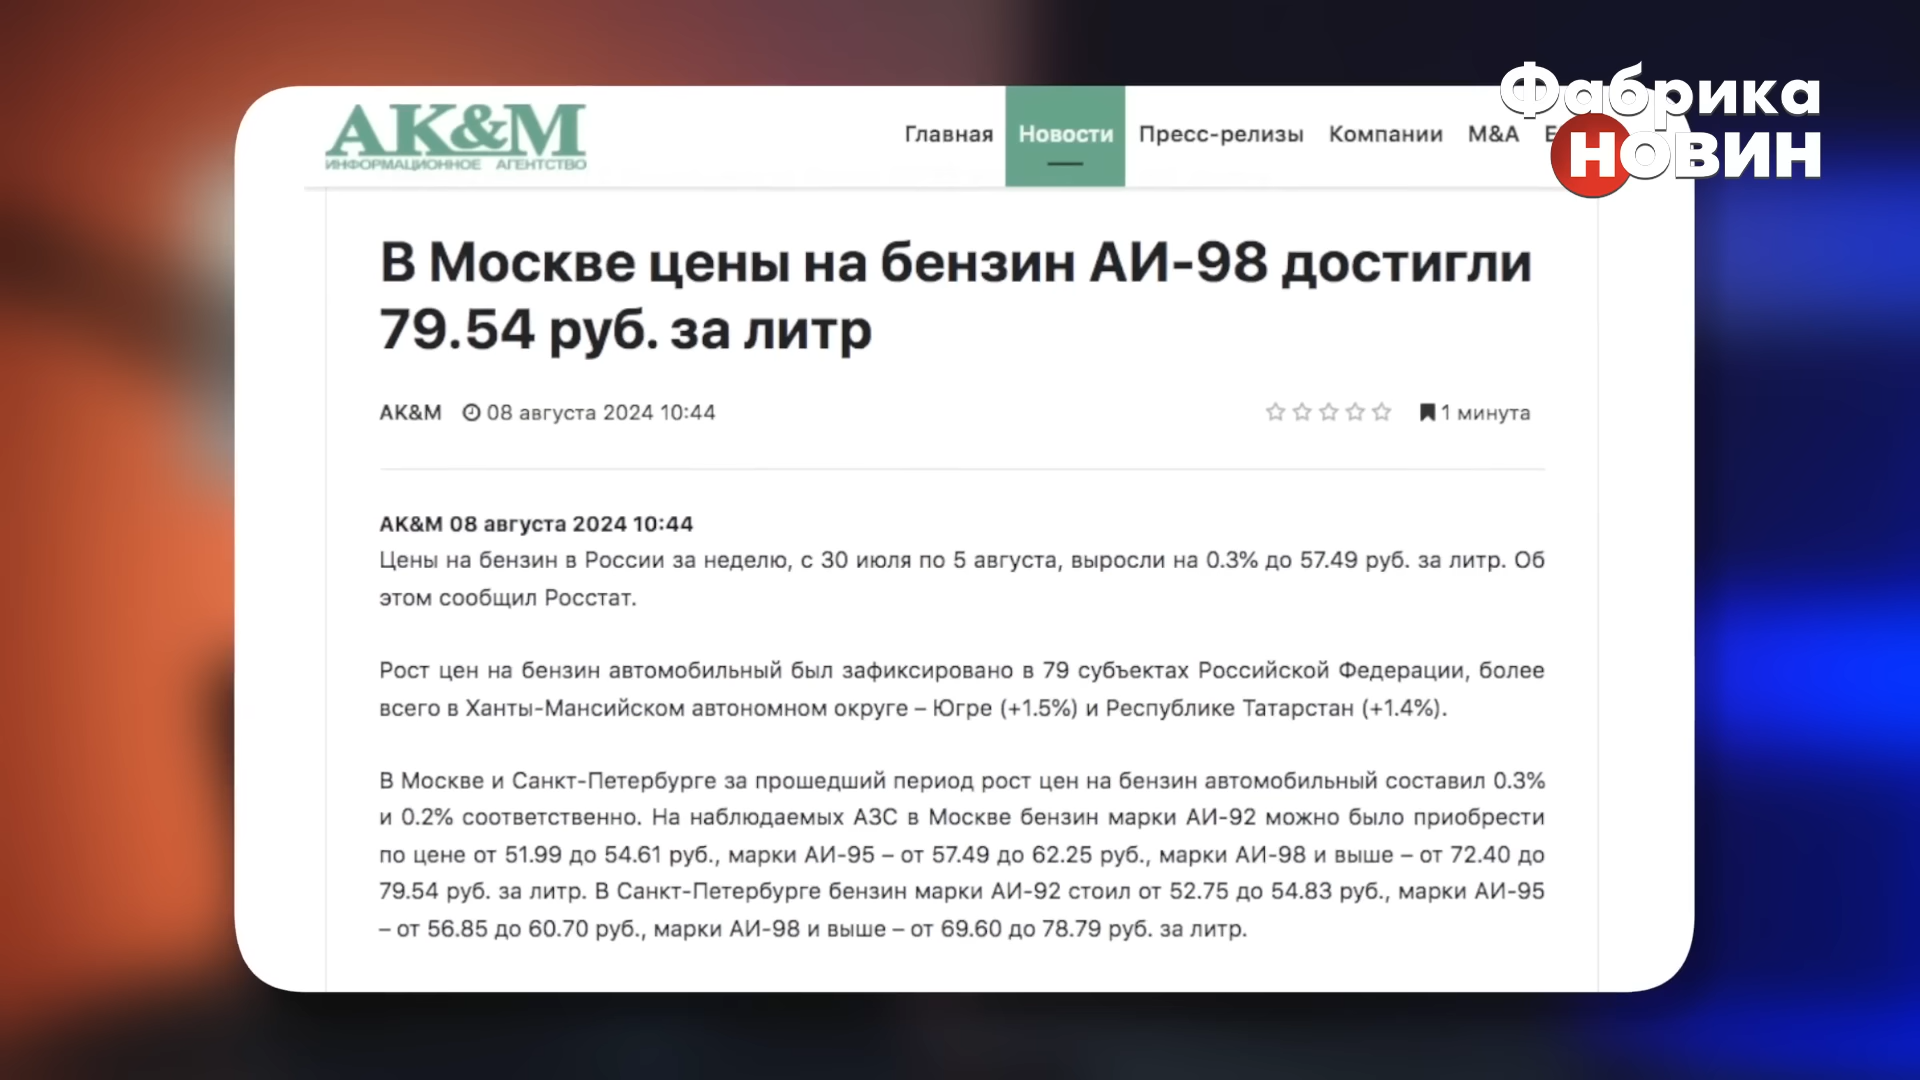 АК&М
ИНФОРМАЦИОННОЕ АГЕНТСТВО
Главная Новости Пресс-релизы Компании M&A
Фабрика
новин
В Москве цены на бензин АИ-98 достигли
79.54 руб. за литр
AK&M 08 августа 2024 10:44
1 минута
AK&M 08 августа 2024 10:44
Цены на бензин в России за неделю, с 30 июля по 5 августа, выросли на 0.3% до 57.49 руб. за литр. Об
этом сообщил Росстат.
Рост цен на бензин автомобильный был зафиксировано в 79 субъектах Российской Федерации, более
всего в Ханты-Мансийском автономном округе – Югре (+1.5%) и Республике Татарстан (+1.4%).
В Москве и Санкт-Петербурге за прошедший период рост цен на бензин автомобильный составил 0.3%
и 0.2% соответственно. На наблюдаемых АЗС в Москве бензин марки АИ-92 можно было приобрести
по цене от 51.99 до 54.61 руб., марки АИ-95 – от 57.49 до 62.25 руб., марки АИ-98 и выше – от 72.40 до
79.54 руб. за литр. В Санкт-Петербурге бензин марки АИ-92 стоил от 52.75 до 54.83 руб., марки АИ-95
– от 56.85 до 60.70 руб., марки АИ-98 и выше – от 69.60 до 78.79 руб. за литр.